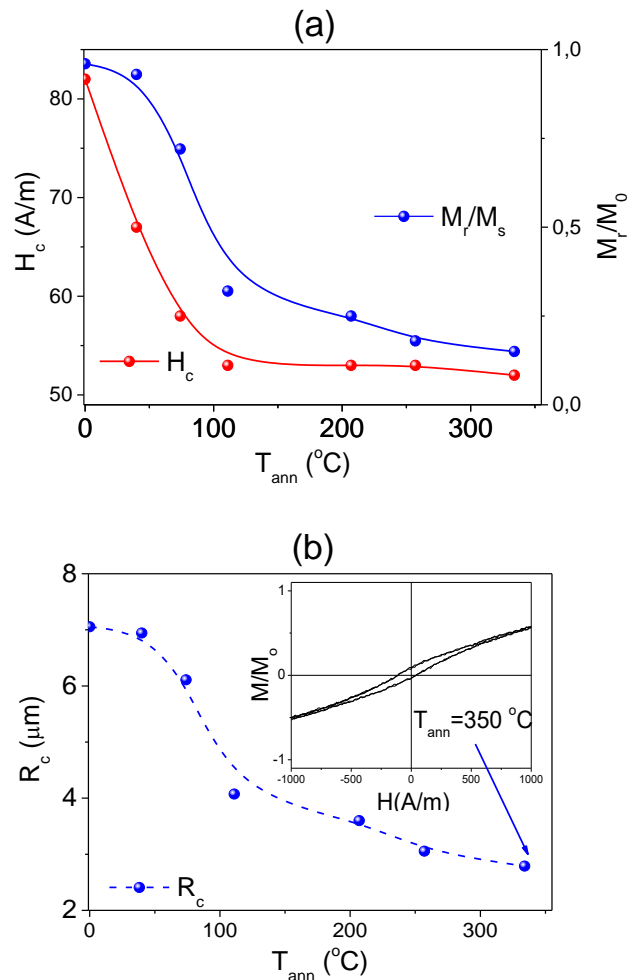 (a)
80
70
60
50
H_c (A/m)
1,0
0,5
0,0
M_r/M_0
M_r/M_s
H_c
0 100 200 300
T_ann (°C)
(b)
8
6
4
2
R_c (μm)
1
0
-1
M/M_o
-1000 -500 0 500 1000
H(A/m)
T_ann=350 °C
R_c
0 100 200 300
T_ann (°C)